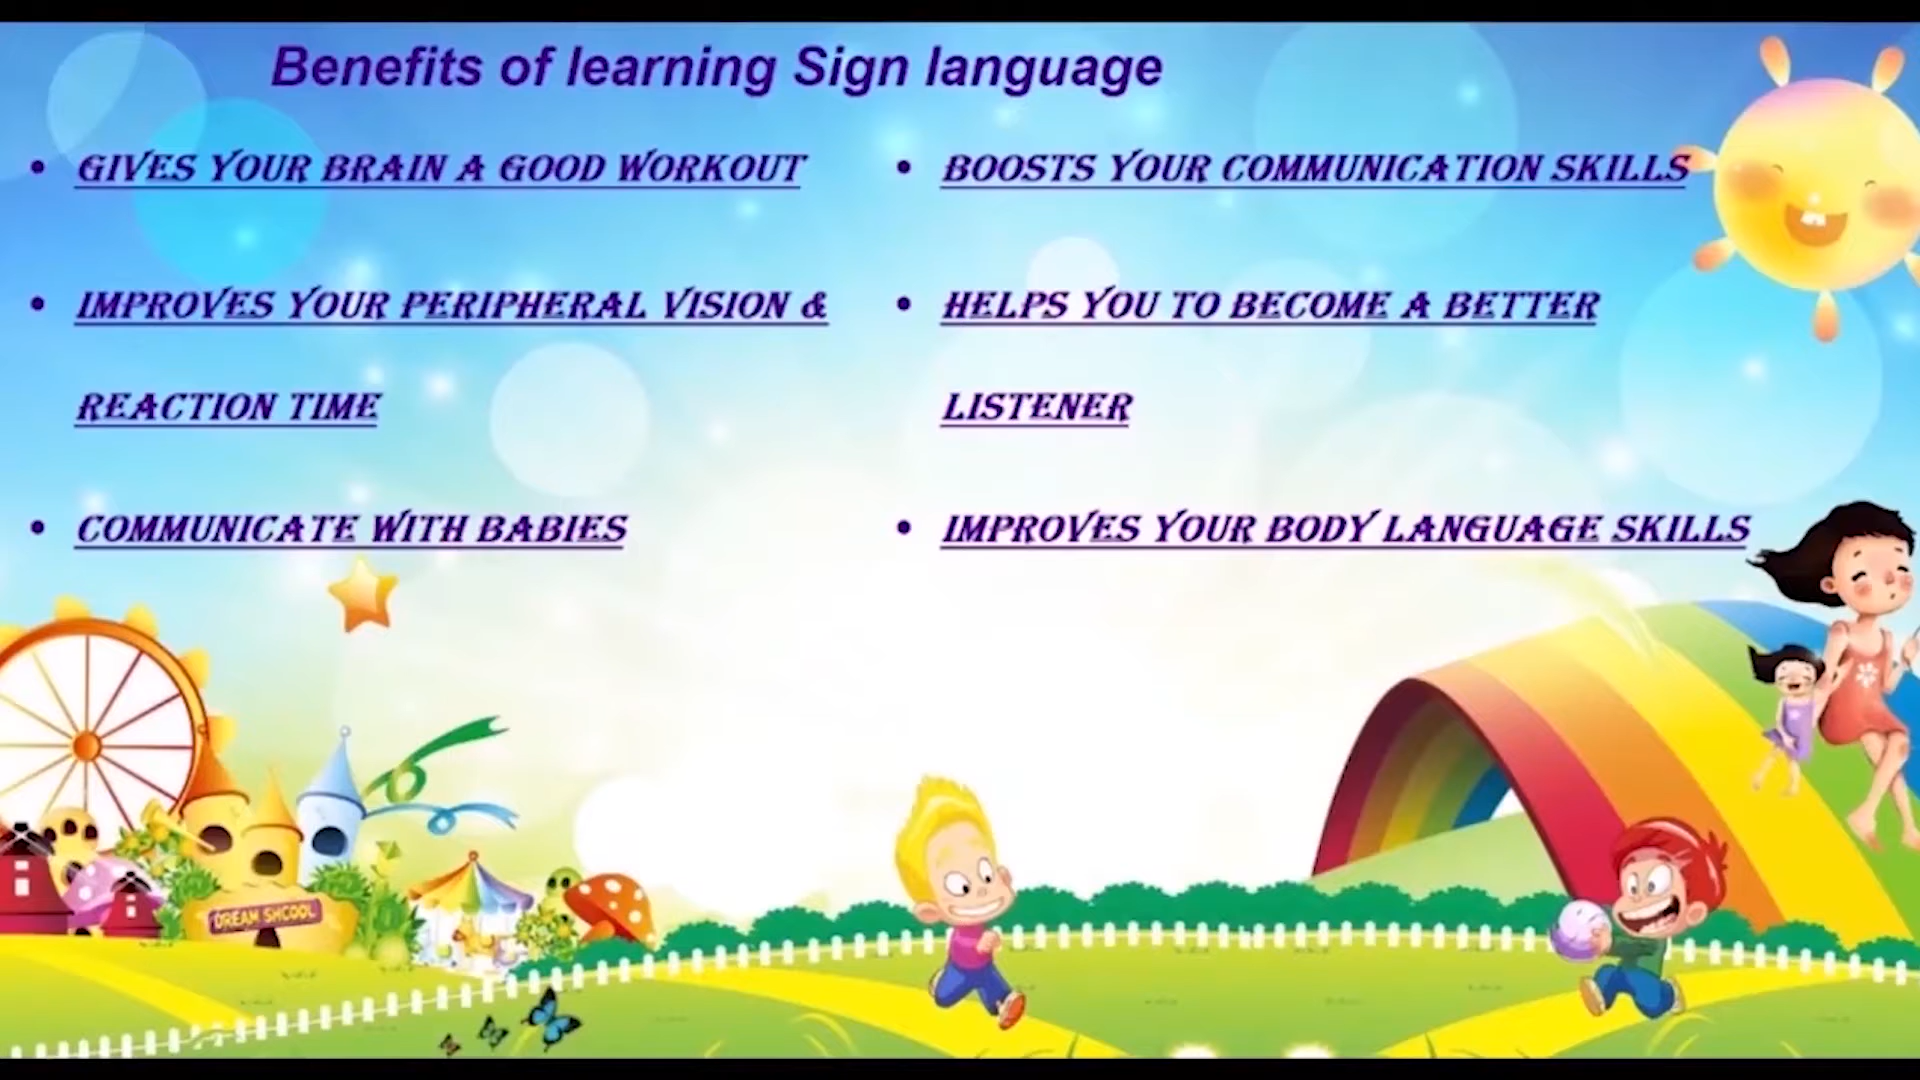 Benefits of learning Sign language
• GIVES YOUR BRAIN A GOOD WORKOUT
• IMPROVES YOUR PERIPHERAL VISION &
REACTION TIME
• COMMUNICATE WITH BABIES
• BOOSTS YOUR COMMUNICATION SKILLS
• HELPS YOU TO BECOME A BETTER
LISTENER
• IMPROVES YOUR BODY LANGUAGE SKILLS
DREAM SHCOOL